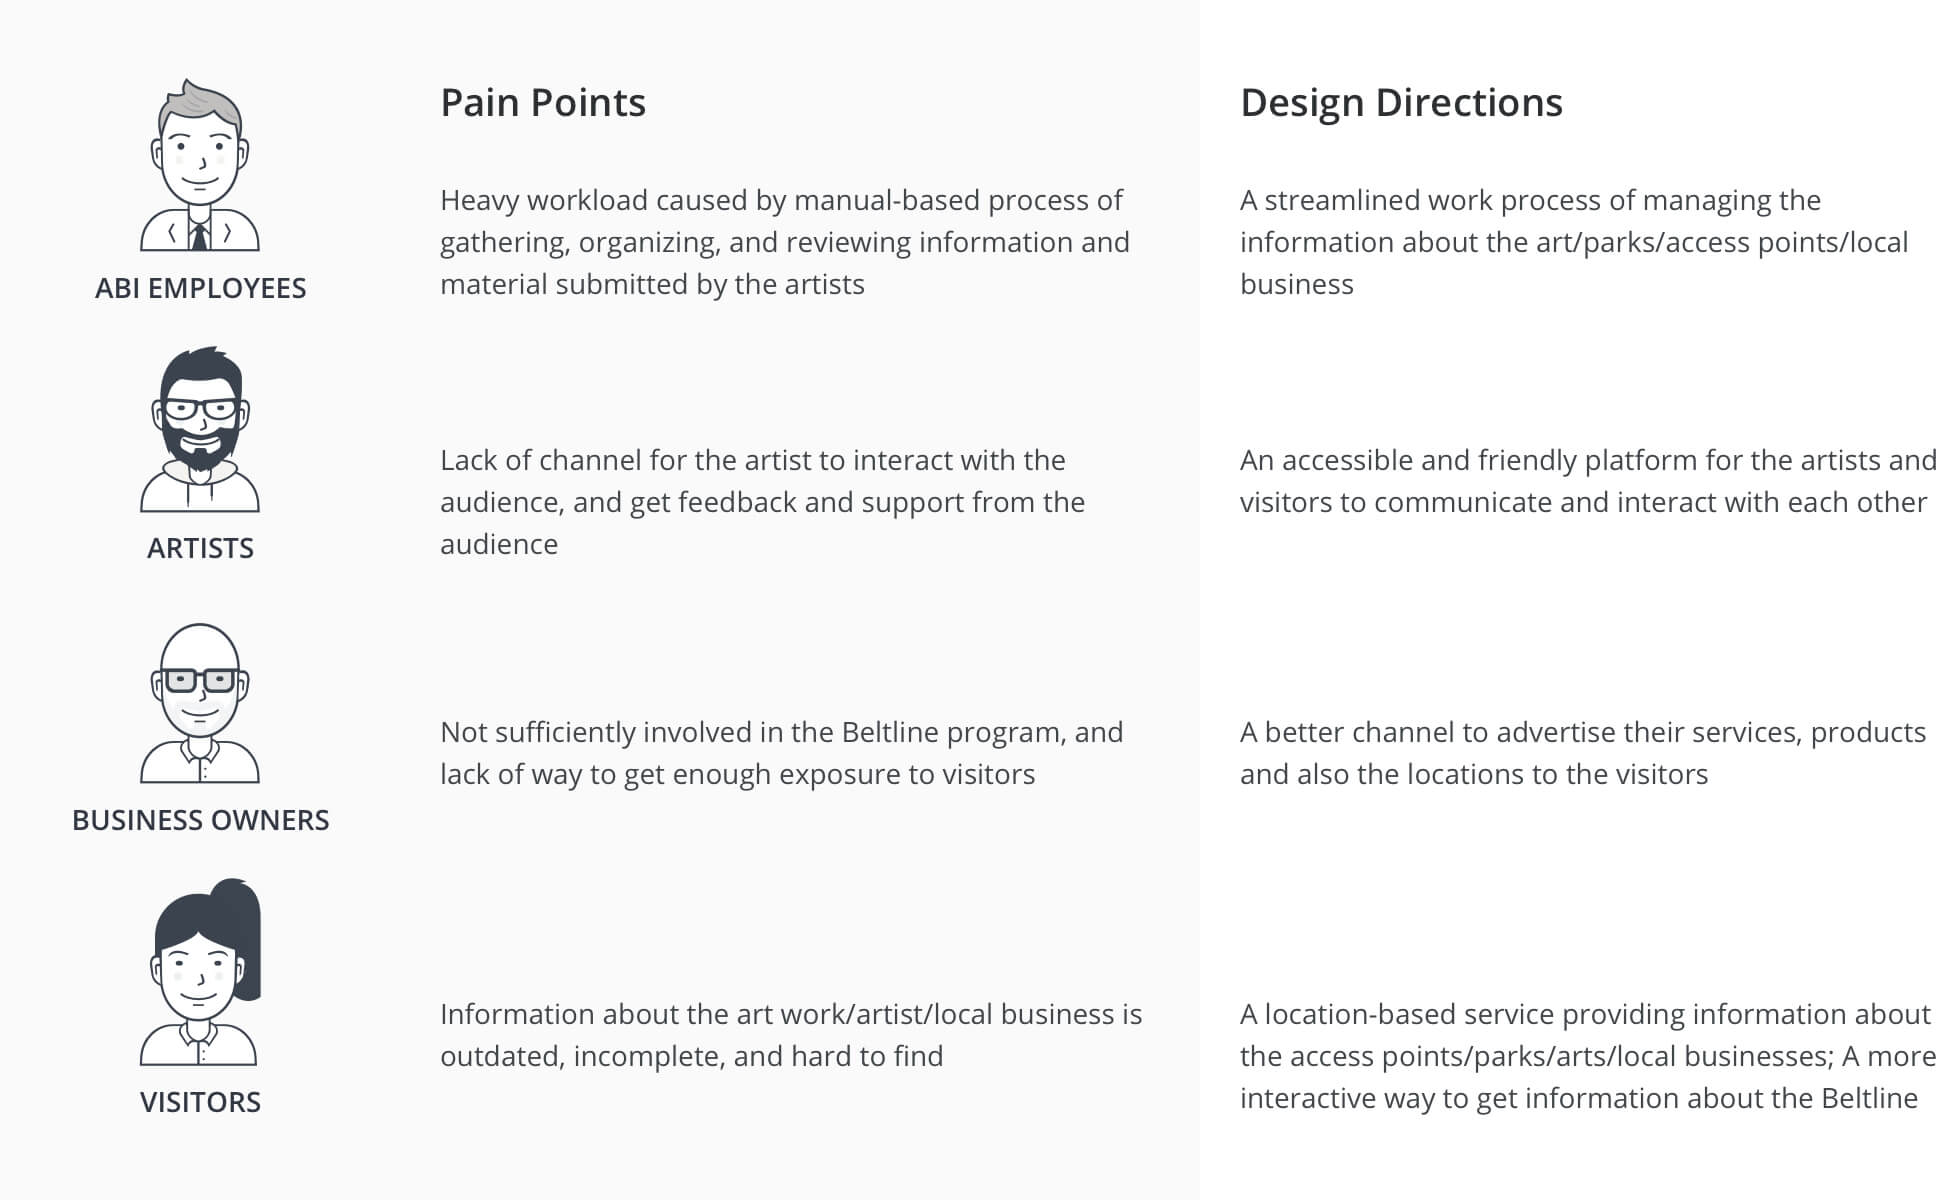 Pain Points
Design Directions
Heavy workload caused by manual-based process of
gathering, organizing, and reviewing information and
material submitted by the artists
A streamlined work process of managing the
information about the art/parks/access points/local
business
ABI EMPLOYEES
Lack of channel for the artist to interact with the
audience, and get feedback and support from the
audience
An accessible and friendly platform for the artists and
visitors to communicate and interact with each other
ARTISTS
Not sufficiently involved in the Beltline program, and
lack of way to get enough exposure to visitors
A better channel to advertise their services, products
and also the locations to the visitors
BUSINESS OWNERS
Information about the art work/artist/local business is
outdated, incomplete, and hard to find
A location-based service providing information about
the access points/parks/arts/local businesses; A more
interactive way to get information about the Beltline
VISITORS